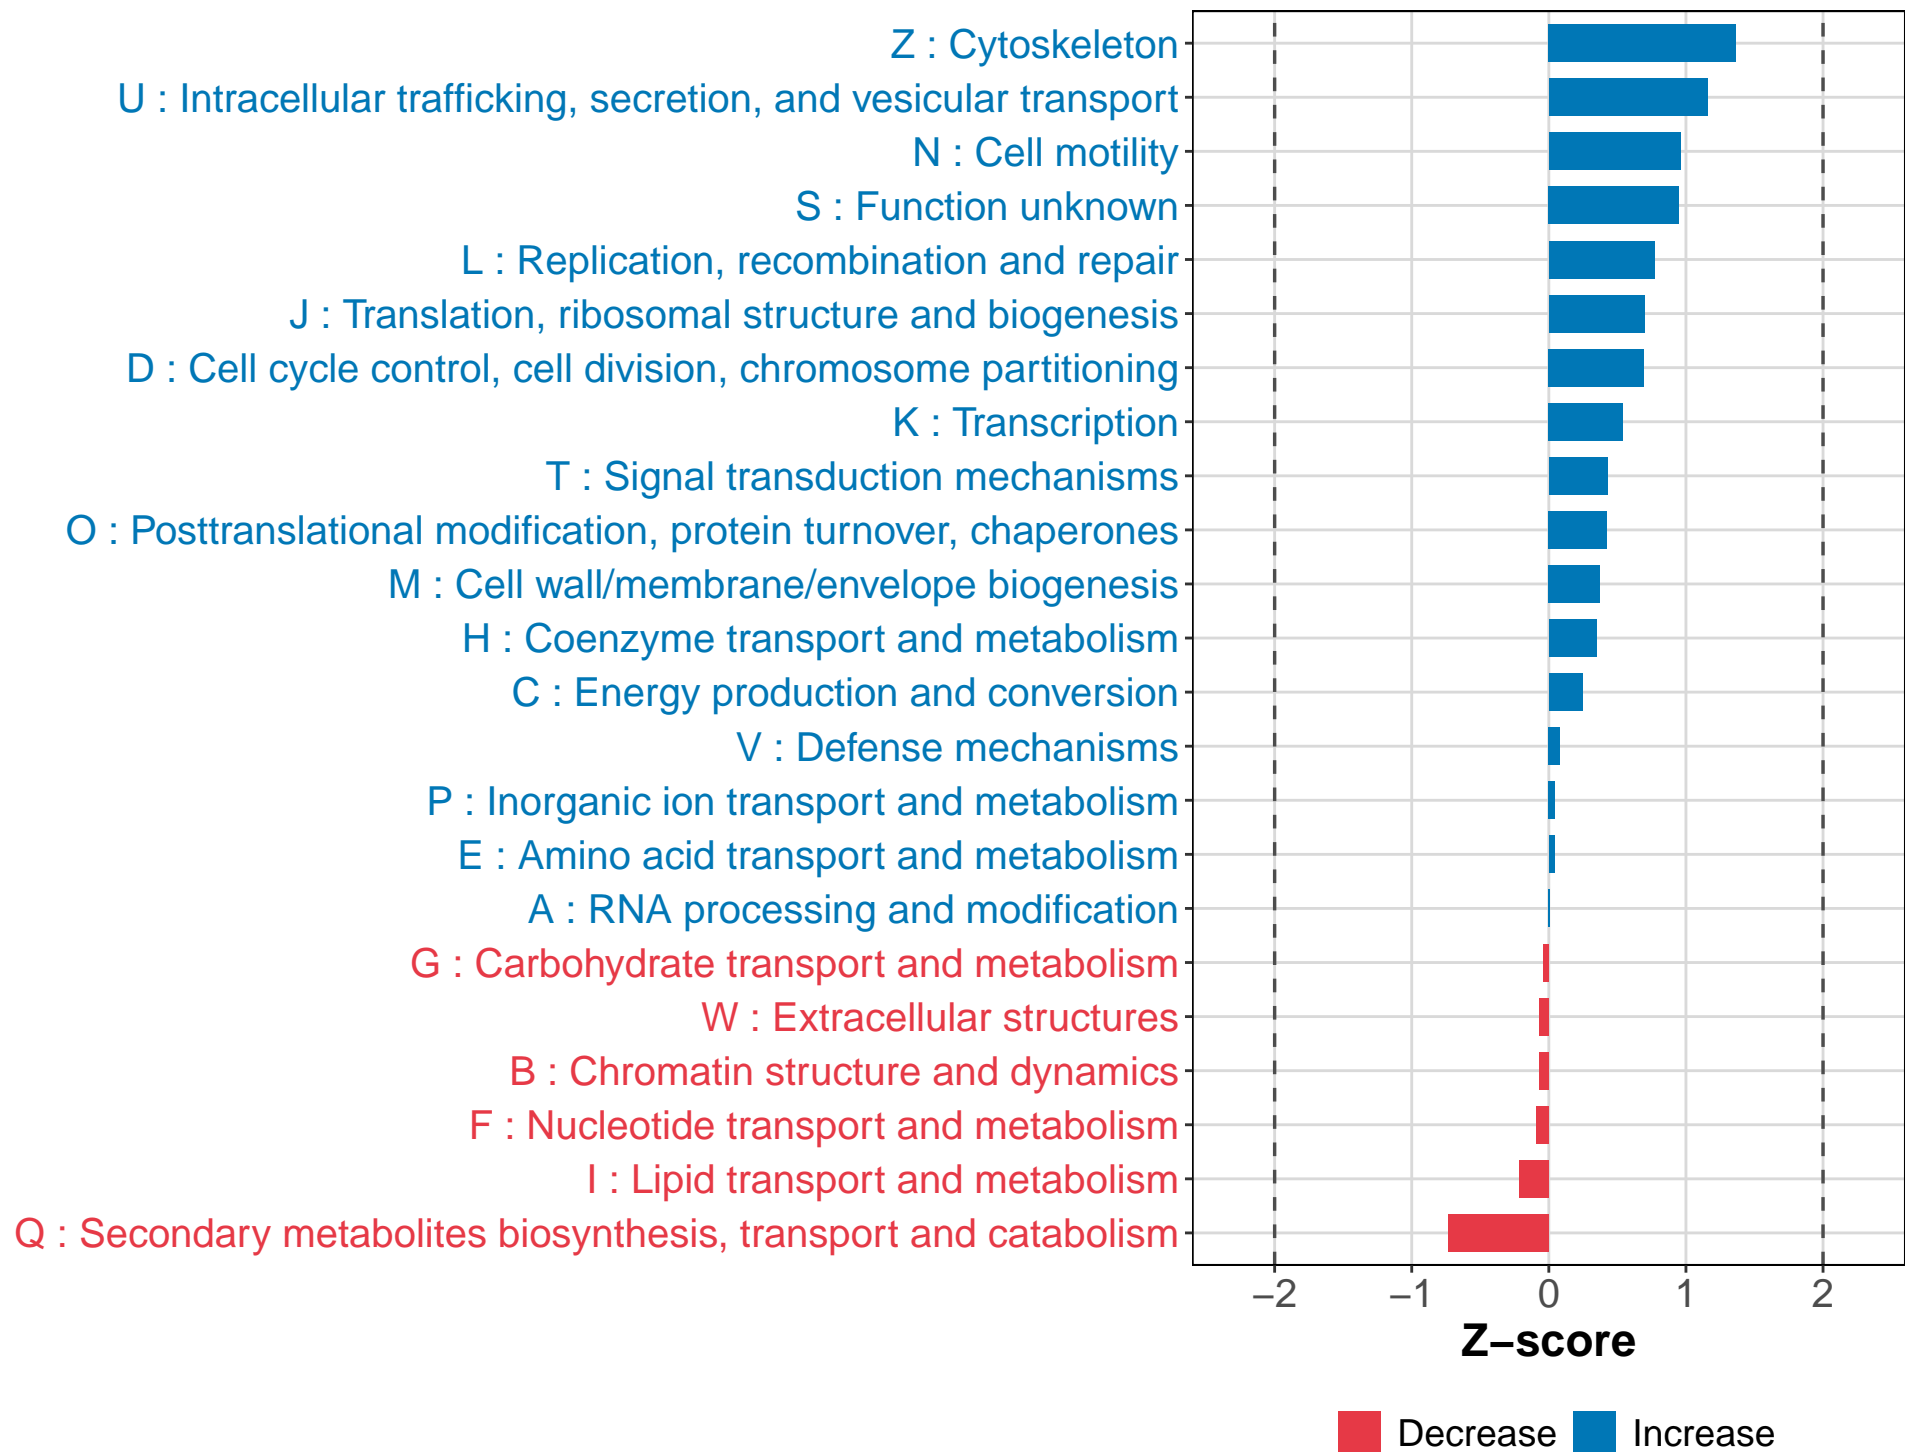 Z : Cytoskeleton
U : Intracellular trafficking, secretion, and vesicular transport
N : Cell motility
S : Function unknown
L : Replication, recombination and repair
J : Translation, ribosomal structure and biogenesis
D : Cell cycle control, cell division, chromosome partitioning
K : Transcription
T : Signal transduction mechanisms
O : Posttranslational modification, protein turnover, chaperones
M : Cell wall/membrane/envelope biogenesis
H : Coenzyme transport and metabolism
C : Energy production and conversion
V : Defense mechanisms
P : Inorganic ion transport and metabolism
E : Amino acid transport and metabolism
A : RNA processing and modification
G : Carbohydrate transport and metabolism
W : Extracellular structures
B : Chromatin structure and dynamics
F : Nucleotide transport and metabolism
I : Lipid transport and metabolism
Q : Secondary metabolites biosynthesis, transport and catabolism
−2 −1 0 1 2
Z−score
Decrease Increase